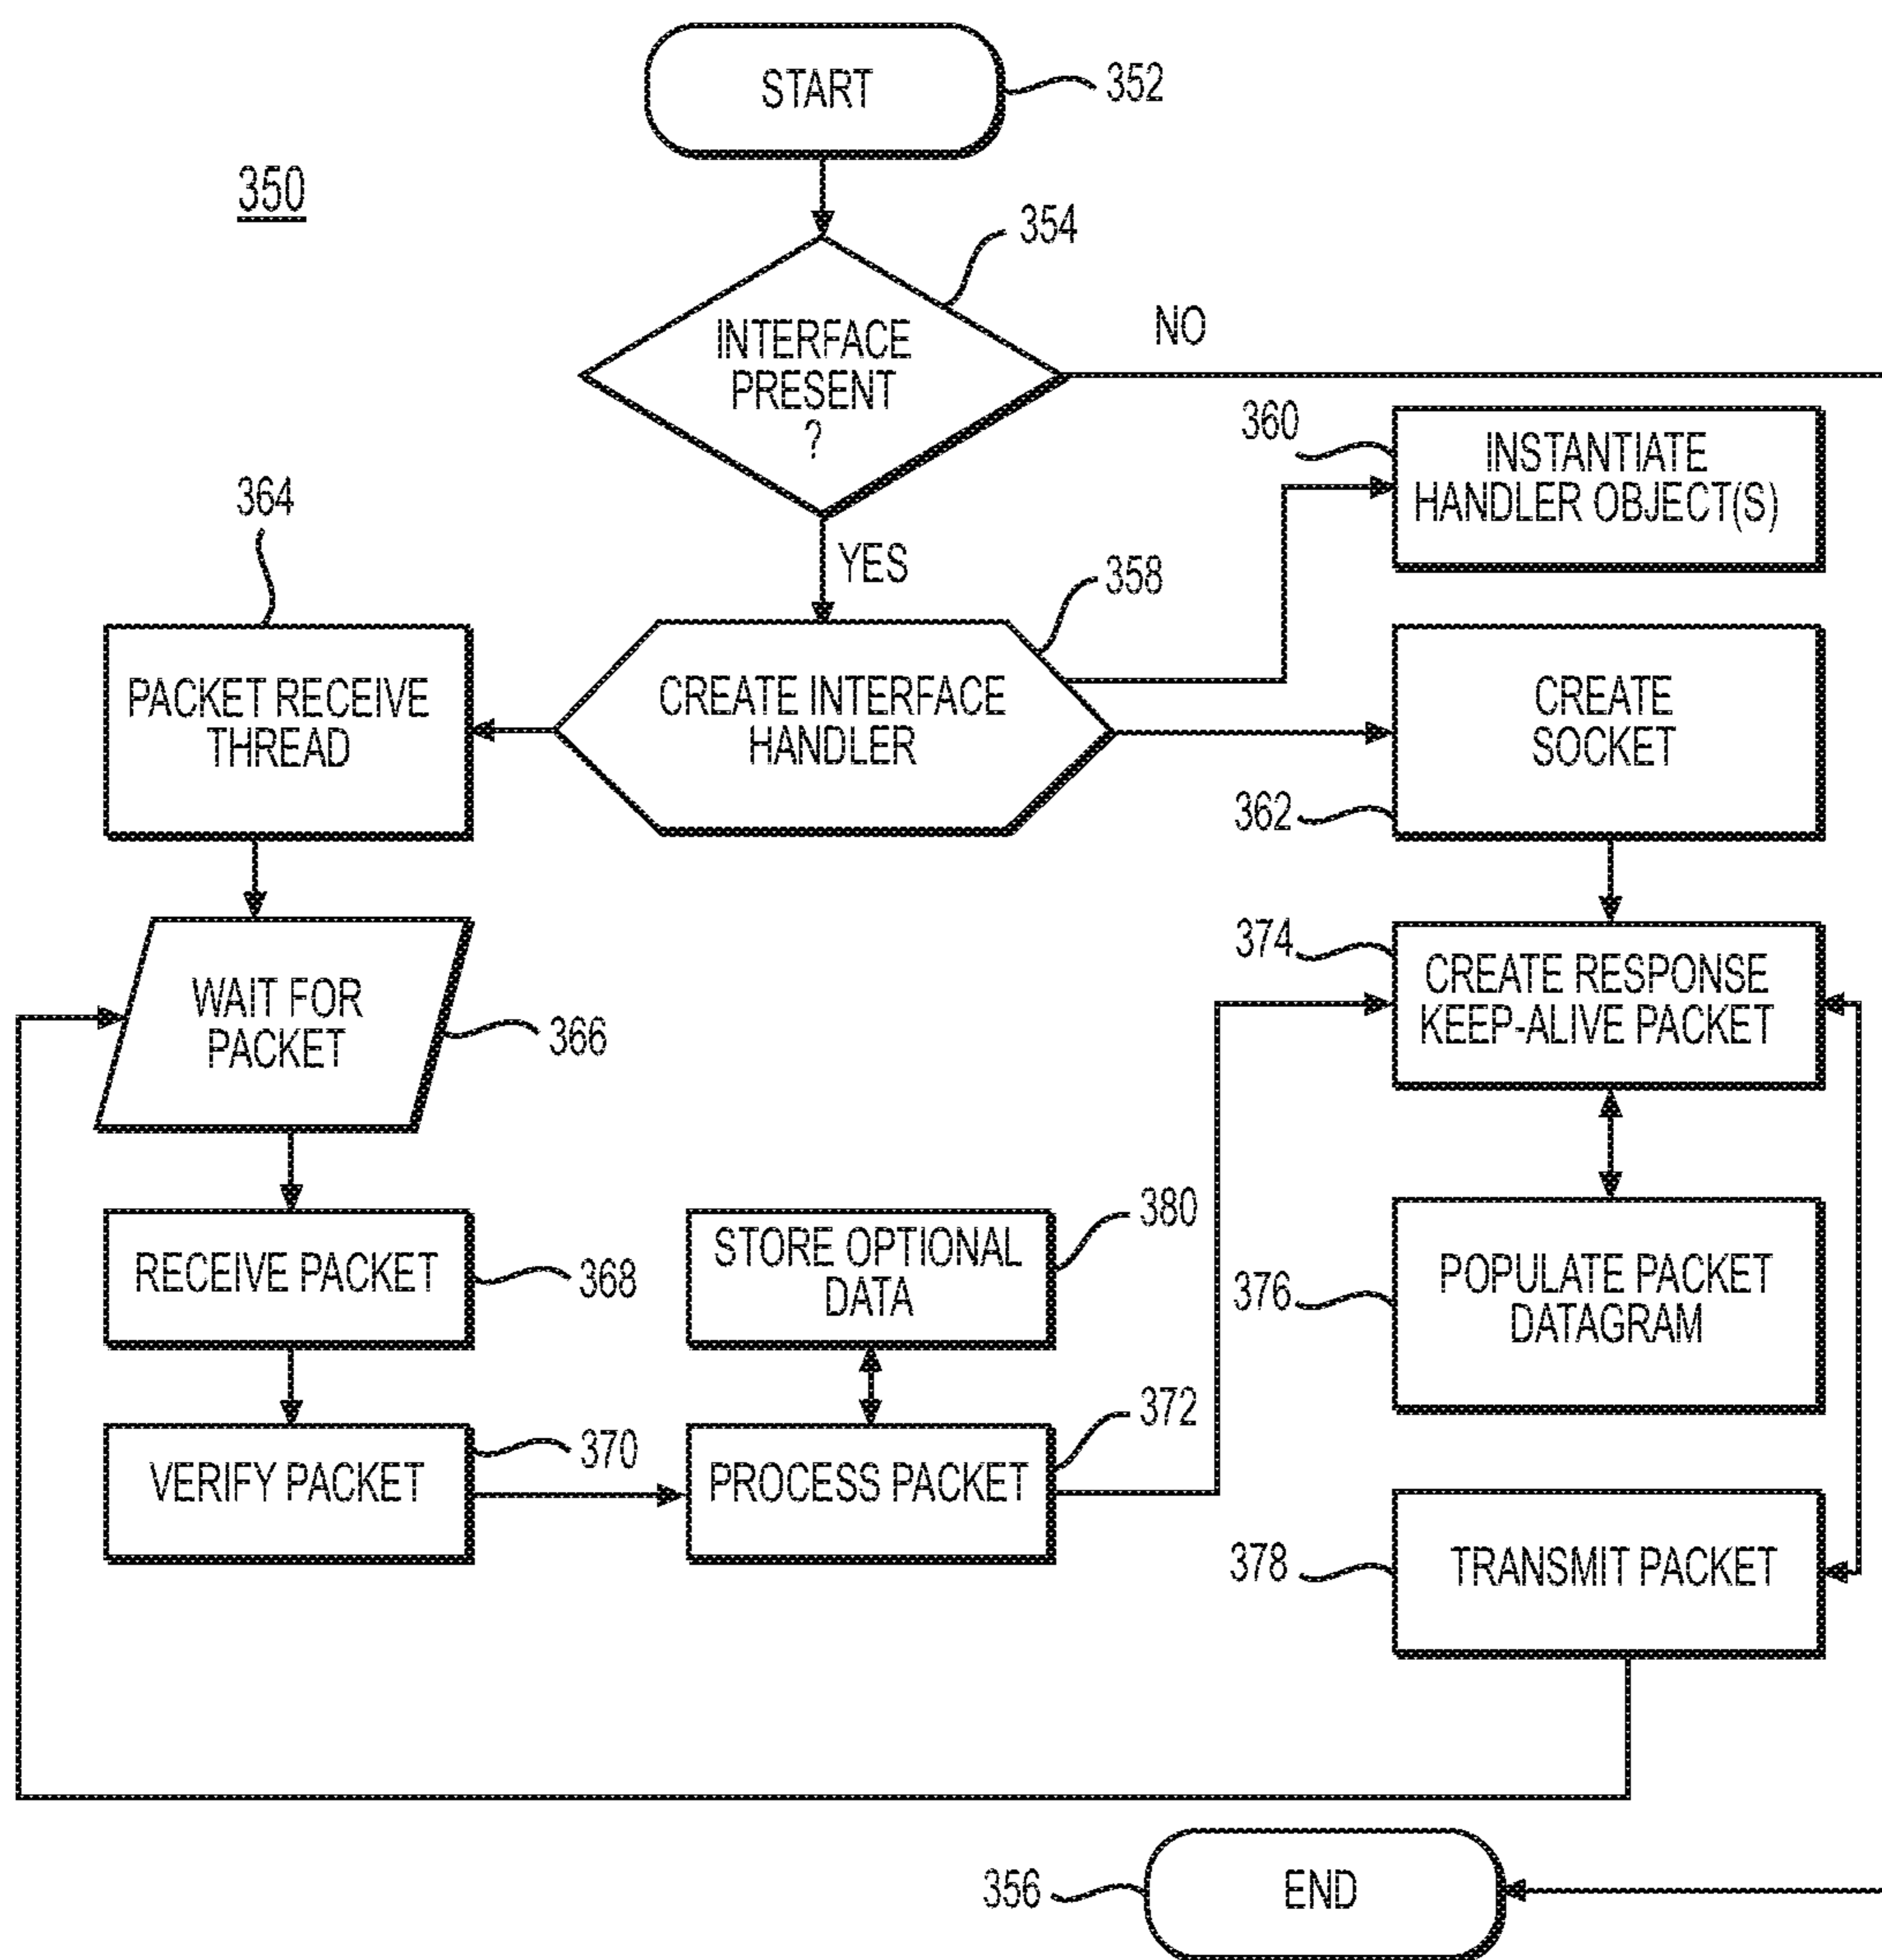 START
352
350
354
INTERFACE
PRESENT
?
NO
YES
360
INSTANTIATE
HANDLER OBJECT(S)
364
358
PACKET RECEIVE
THREAD
CREATE INTERFACE
HANDLER
CREATE
SOCKET
362
WAIT FOR
PACKET
366
374
CREATE RESPONSE
KEEP-ALIVE PACKET
RECEIVE PACKET
368
STORE OPTIONAL
DATA
380
376
POPULATE PACKET
DATAGRAM
VERIFY PACKET
370
PROCESS PACKET
372
378
TRANSMIT PACKET
356
END